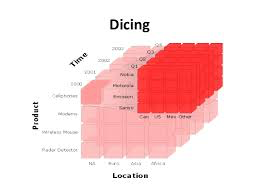 Dicing
Time
2002
2001
2000
Q3
Q2
Q1
Nokia
Motorola
Ericsson
Sanyo
Can US Mex Other
Product
Cellphones
Modems
Wireless Mouse
Radar Detector
NA Euro Asia Africa
Location